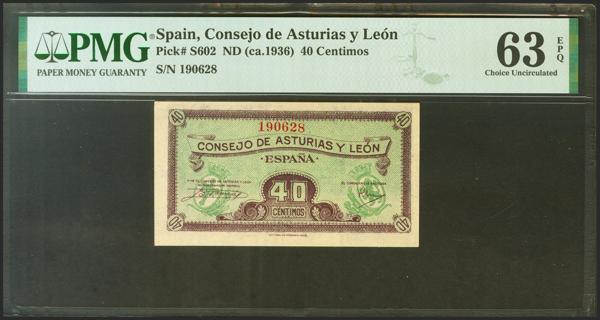 PMG
PAPER MONEY GUARANTY
Spain, Consejo de Asturias y León
Pick# S602 ND (ca.1936) 40 Centimos
S/N 190628
63 EPQ
Choice Uncirculated
40
40
190628
CONSEJO DE ASTURIAS Y LEÓN
ESPAÑA
40
CENTIMOS
40
40